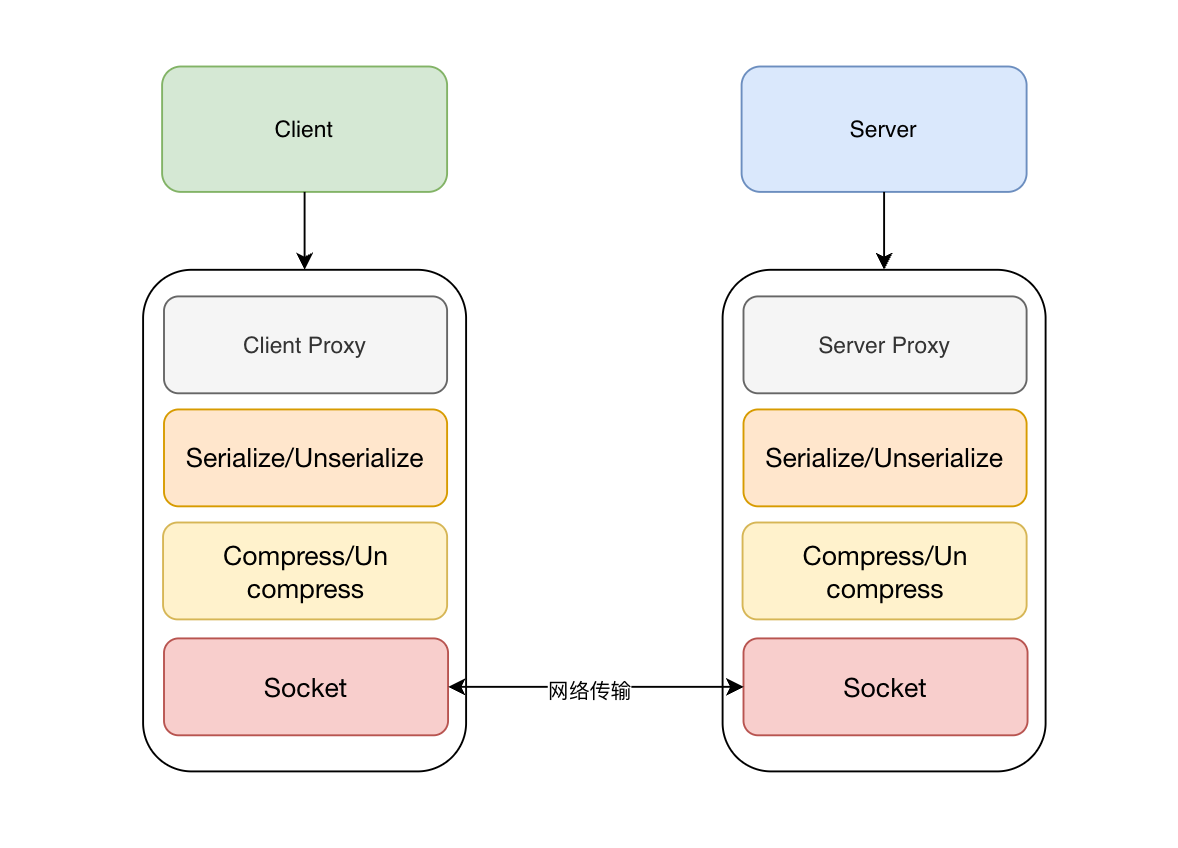 Client
Server
Client Proxy
Server Proxy
Serialize/Unserialize
Serialize/Unserialize
Compress/Un
compress
Compress/Un
compress
Socket
网络传输
Socket